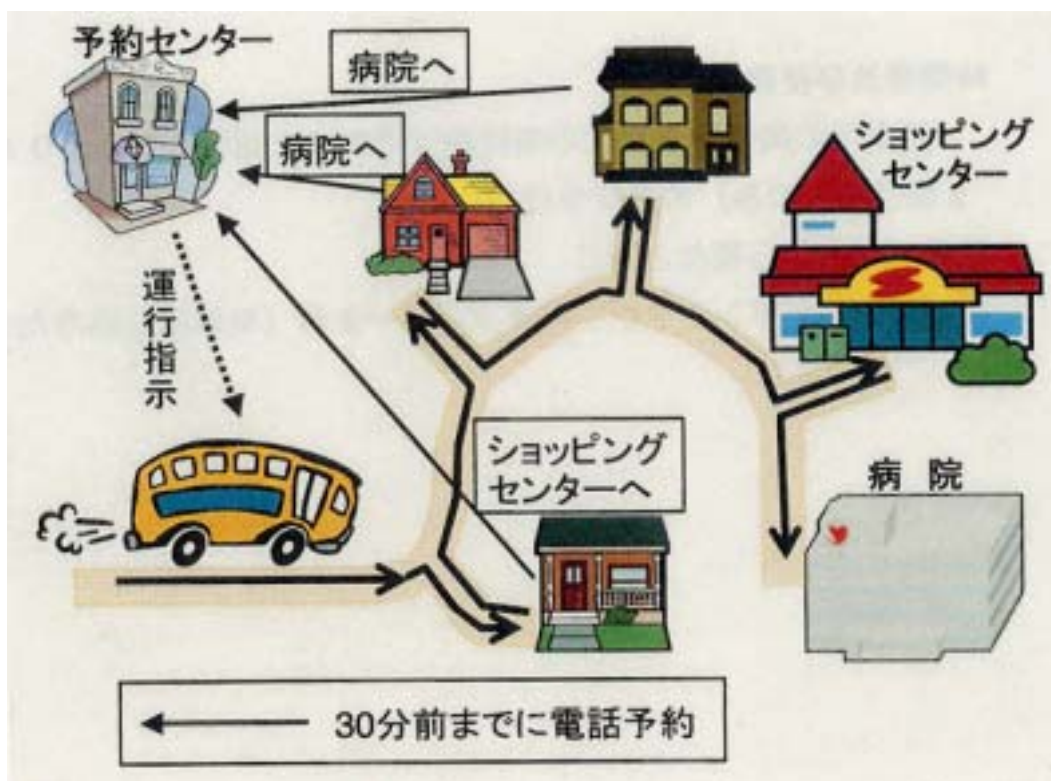 予約センター
病院へ
病院へ
ショッピング
センター
運行指示
ショッピング
センターへ
病 院
30分前までに電話予約